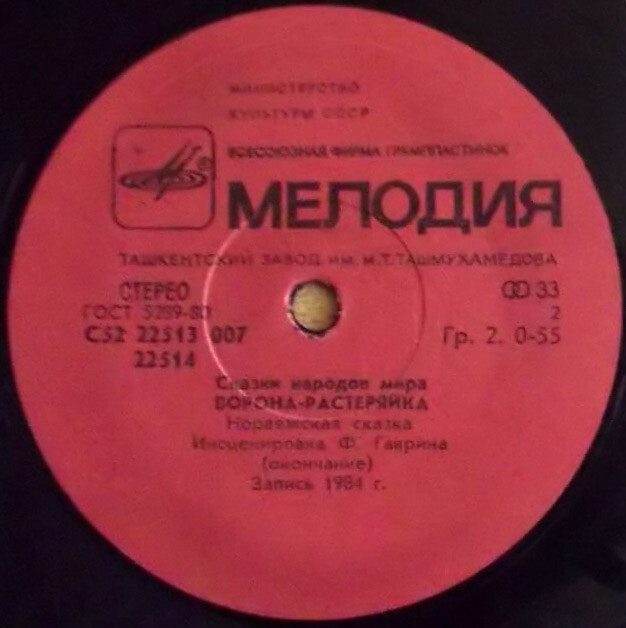 МИНИСТЕРСТВО
КУЛЬТУРЫ СССР
ВСЕСОЮЗНАЯ ФИРМА ГРАМПЛАСТИНОК
МЕЛОДИЯ
ТАШКЕНТСКИЙ ЗАВОД ИМ. М.Т. ТАШМУХАМЕДОВА
СТЕРЕО 33
ГОСТ 5289-80 2
С52 22513 007 Гр. 2. 0-55
22514
Сказки народов мира
ВОРОНА-РАСТЕРЯЙКА
Норвежская сказка
Инсценировка Ф. Гаврина
(окончание)
Запись 1984 г.